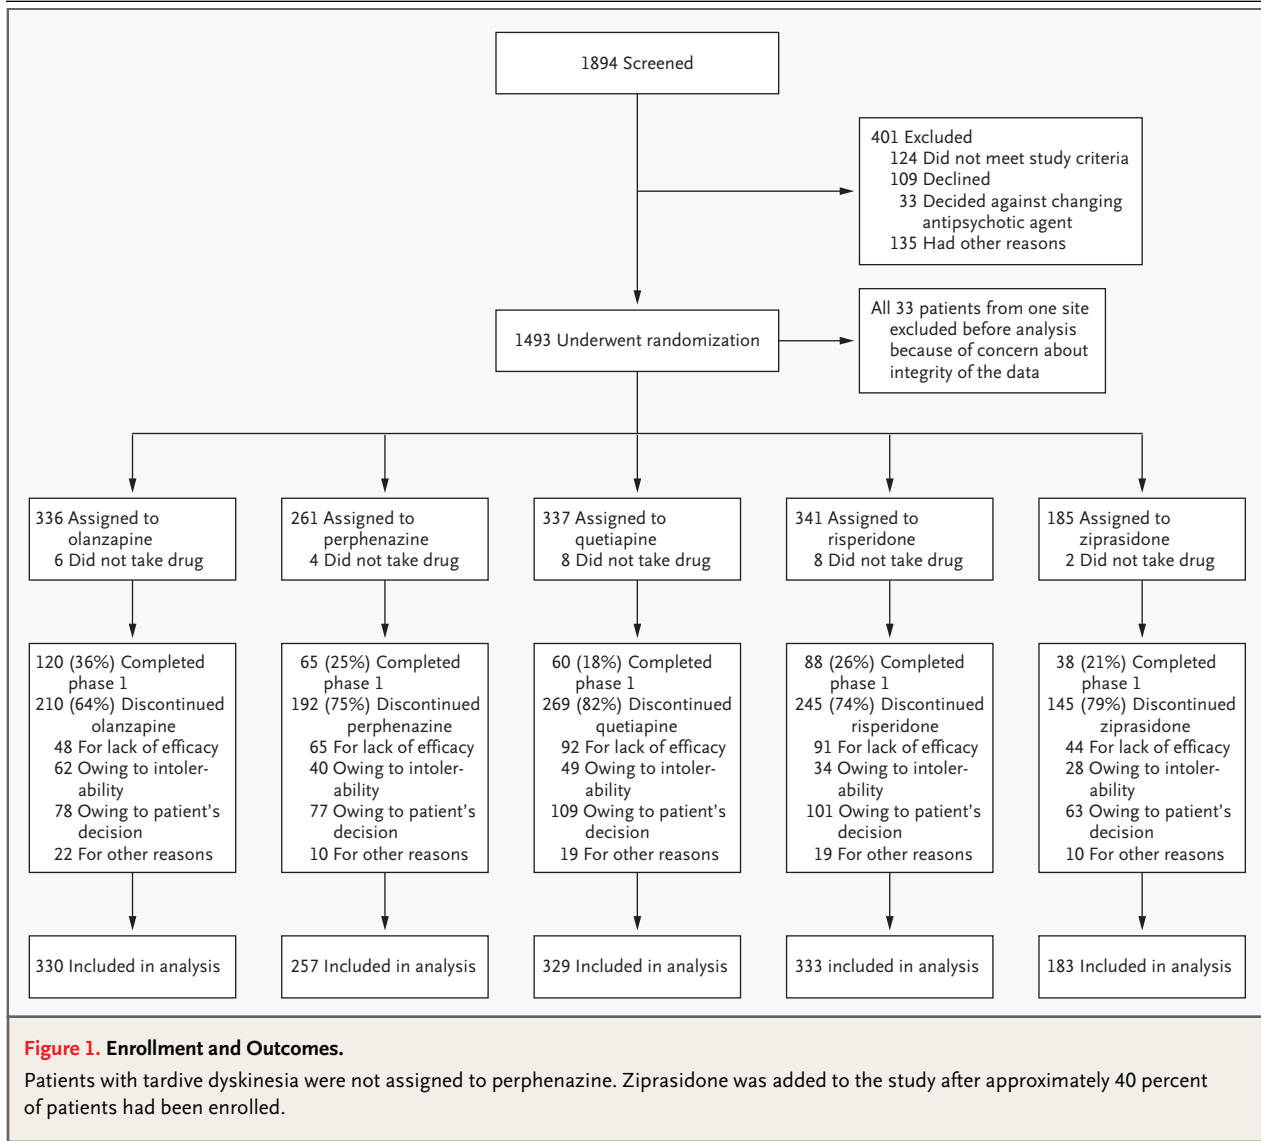 1894 Screened
401 Excluded
124 Did not meet study criteria
109 Declined
33 Decided against changing
antipsychotic agent
135 Had other reasons
1493 Underwent randomization
All 33 patients from one site
excluded before analysis
because of concern about
integrity of the data
336 Assigned to
olanzapine
6 Did not take drug
261 Assigned to
perphenazine
4 Did not take drug
337 Assigned to
quetiapine
8 Did not take drug
341 Assigned to
risperidone
8 Did not take drug
185 Assigned to
ziprasidone
2 Did not take drug
120 (36%) Completed
phase 1
210 (64%) Discontinued
olanzapine
48 For lack of efficacy
62 Owing to intoler-
ability
78 Owing to patient's
decision
22 For other reasons
65 (25%) Completed
phase 1
192 (75%) Discontinued
perphenazine
65 For lack of efficacy
40 Owing to intoler-
ability
77 Owing to patient's
decision
10 For other reasons
60 (18%) Completed
phase 1
269 (82%) Discontinued
quetiapine
92 For lack of efficacy
49 Owing to intoler-
ability
109 Owing to patient's
decision
19 For other reasons
88 (26%) Completed
phase 1
245 (74%) Discontinued
risperidone
91 For lack of efficacy
34 Owing to intoler-
ability
101 Owing to patient's
decision
19 For other reasons
38 (21%) Completed
phase 1
145 (79%) Discontinued
ziprasidone
44 For lack of efficacy
28 Owing to intoler-
ability
63 Owing to patient's
decision
10 For other reasons
330 Included in analysis
257 Included in analysis
329 Included in analysis
333 included in analysis
183 Included in analysis
Figure 1. Enrollment and Outcomes.
Patients with tardive dyskinesia were not assigned to perphenazine. Ziprasidone was added to the study after approximately 40 percent
of patients had been enrolled.